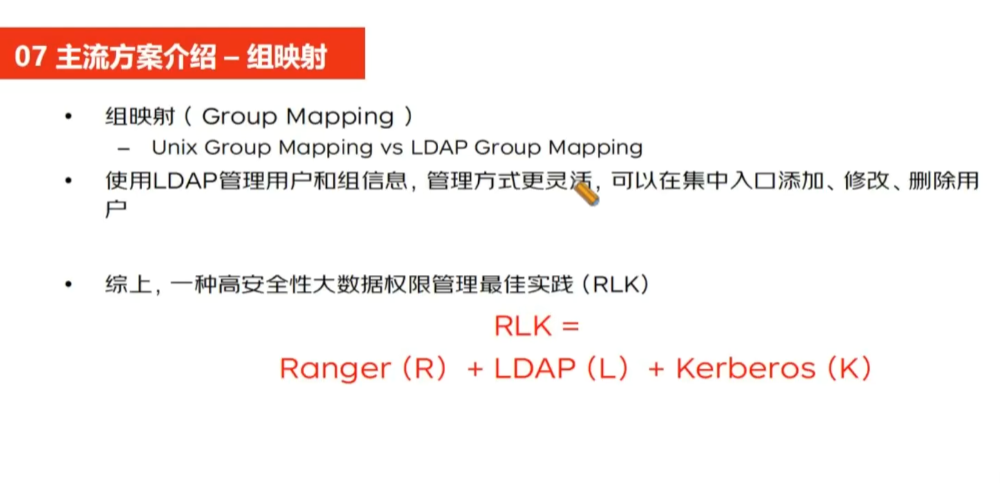 07 主流方案介绍 – 组映射
• 组映射（ Group Mapping ）
– Unix Group Mapping vs LDAP Group Mapping
• 使用LDAP管理用户和组信息，管理方式更灵活，可以在集中入口添加、修改、删除用
户
• 综上，一种高安全性大数据权限管理最佳实践（RLK）
RLK =
Ranger（R）+ LDAP（L）+ Kerberos（K）